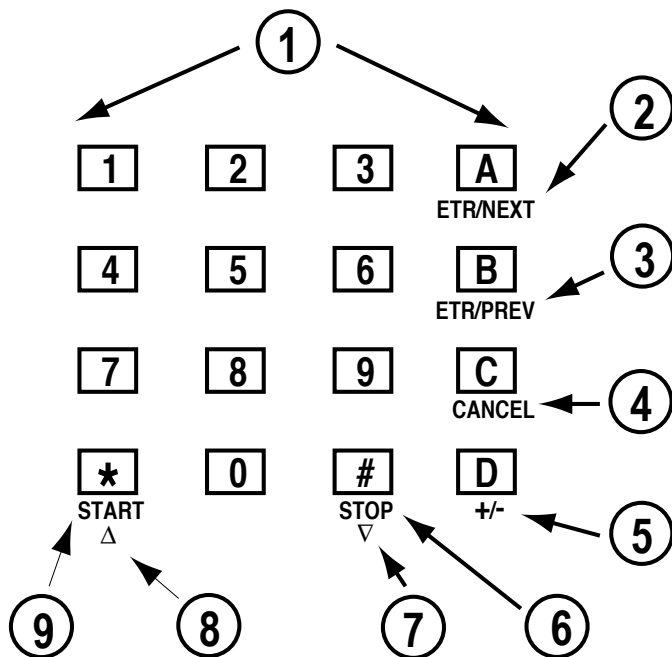 1
2
1 2 3 A
ETR/NEXT
3
4 5 6 B
ETR/PREV
7 8 9 C
CANCEL
4
* 0 # D
START STOP +/-
Δ ∇
5
9 8 7 6